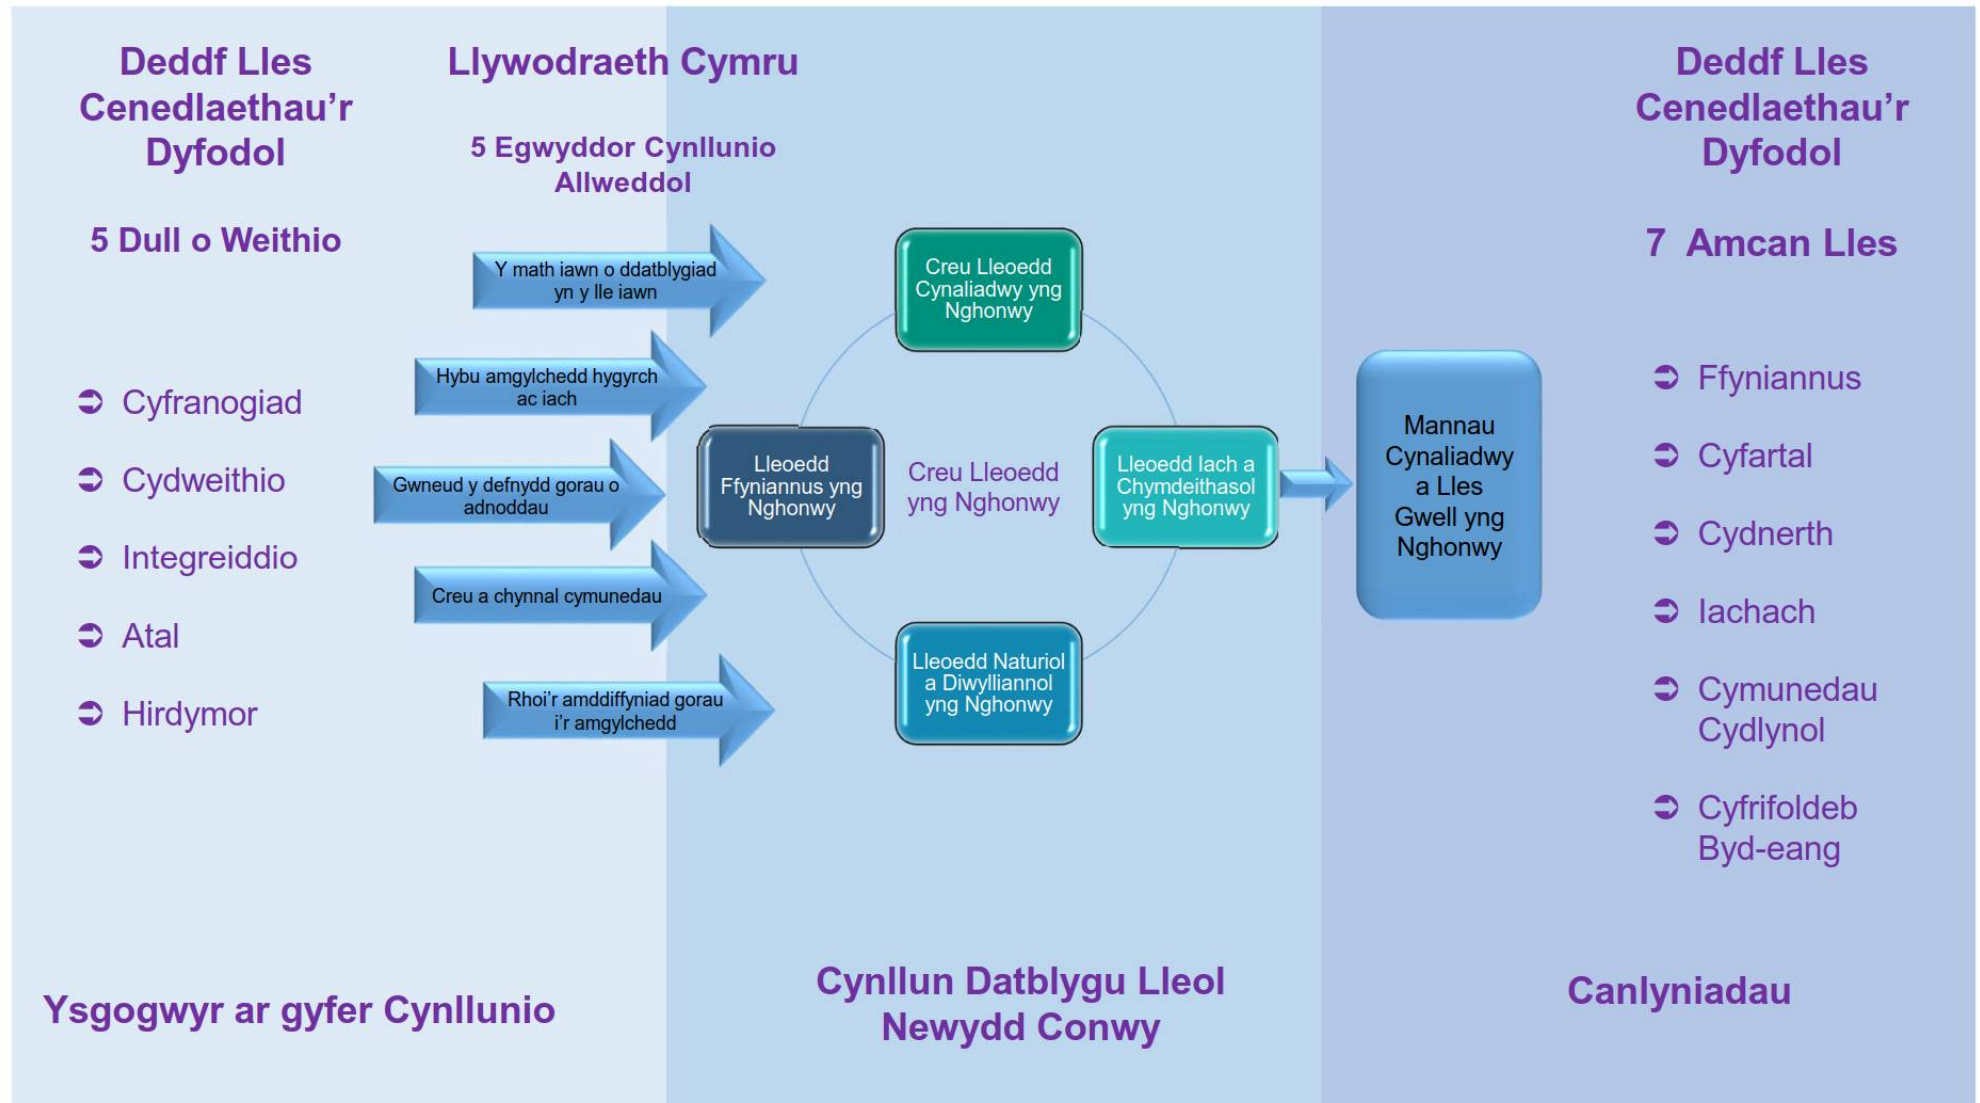 Deddf Lles
Cenedlaethau’r
Dyfodol
5 Dull o Weithio
Cyfranogiad
Cydweithio
Integreiddio
Atal
Hirdymor
Llywodraeth Cymru
5 Egwyddor Cynllunio
Allweddol
Y math iawn o ddatblygiad
yn y lle iawn
Hybu amgylchedd hygyrch
ac iach
Gwneud y defnydd gorau o
adnoddau
Creu a chynnal cymunedau
Rhoi’r amddiffyniad gorau
i’r amgylchedd
Creu Lleoedd
Cynaliadwy yng
Nghonwy
Lleoedd
Ffyniannus yng
Nghonwy
Creu Lleoedd
yng Nghonwy
Lleoedd Iach a
Chymdeithasol
yng Nghonwy
Lleoedd Naturiol
a Diwylliannol
yng Nghonwy
Mannau
Cynaliadwy
a Lles
Gwell yng
Nghonwy
Deddf Lles
Cenedlaethau’r
Dyfodol
7 Amcan Lles
Ffyniannus
Cyfartal
Cydnerth
Iachach
Cymunedau
Cydlynol
Cyfrifoldeb
Byd-eang
Ysgogwyr ar gyfer Cynllunio
Cynllun Datblygu Lleol
Newydd Conwy
Canlyniadau